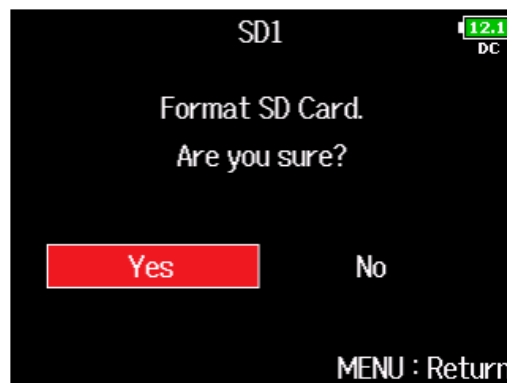 SD1
12.1
DC
Format SD Card.
Are you sure?
Yes No
MENU : Return